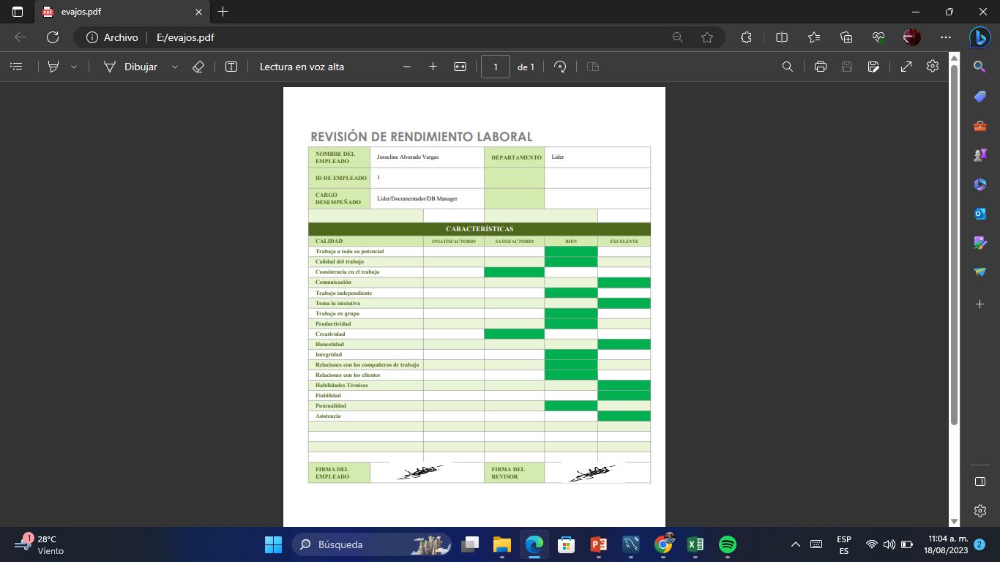 evajos.pdf
Archivo E:/evajos.pdf
Dibujar Lectura en voz alta 1 de 1
REVISIÓN DE RENDIMIENTO LABORAL
NOMBRE DEL EMPLEADO Josseline Alvarado Vargas DEPARTAMENTO Lider
ID DE EMPLEADO 1
CARGO DESEMPEÑADO Lider/Documentador/DB Manager
CARACTERÍSTICAS
CALIDAD INSATISFACTORIO SATISFACTORIO BIEN EXCELENTE
Trabaja a todo su potencial
Calidad del trabajo
Consistencia en el trabajo
Comunicación
Trabajo independiente
Toma la iniciativa
Trabajo en grupo
Productividad
Creatividad
Honestidad
Integridad
Relaciones con los compañeros de trabajo
Relaciones con los clientes
Habilidades Técnicas
Fiabilidad
Puntualidad
Asistencia
FIRMA DEL EMPLEADO FIRMA DEL REVISOR
1 28°C
Viento
Búsqueda
ESP
ES
11:04 a. m.
18/08/2023
2